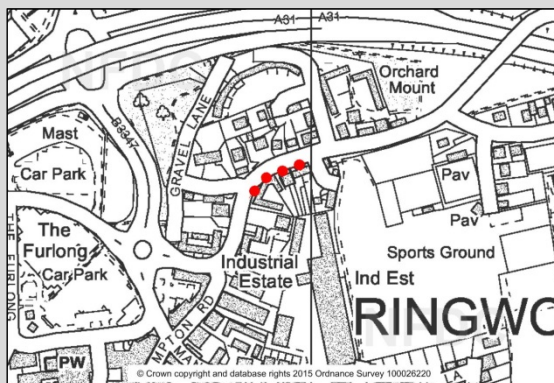 A31
A31
NFDC
Orchard
Mount
GRAVEL LANE
B3347
Mast
Car Park
Pav
Pav
The
Furlong
Car Park
THE FURLONG
Sports Ground
Industrial
Estate
Ind Est
RINGWO
PW
© Crown copyright and database rights 2015 Ordnance Survey 100026220